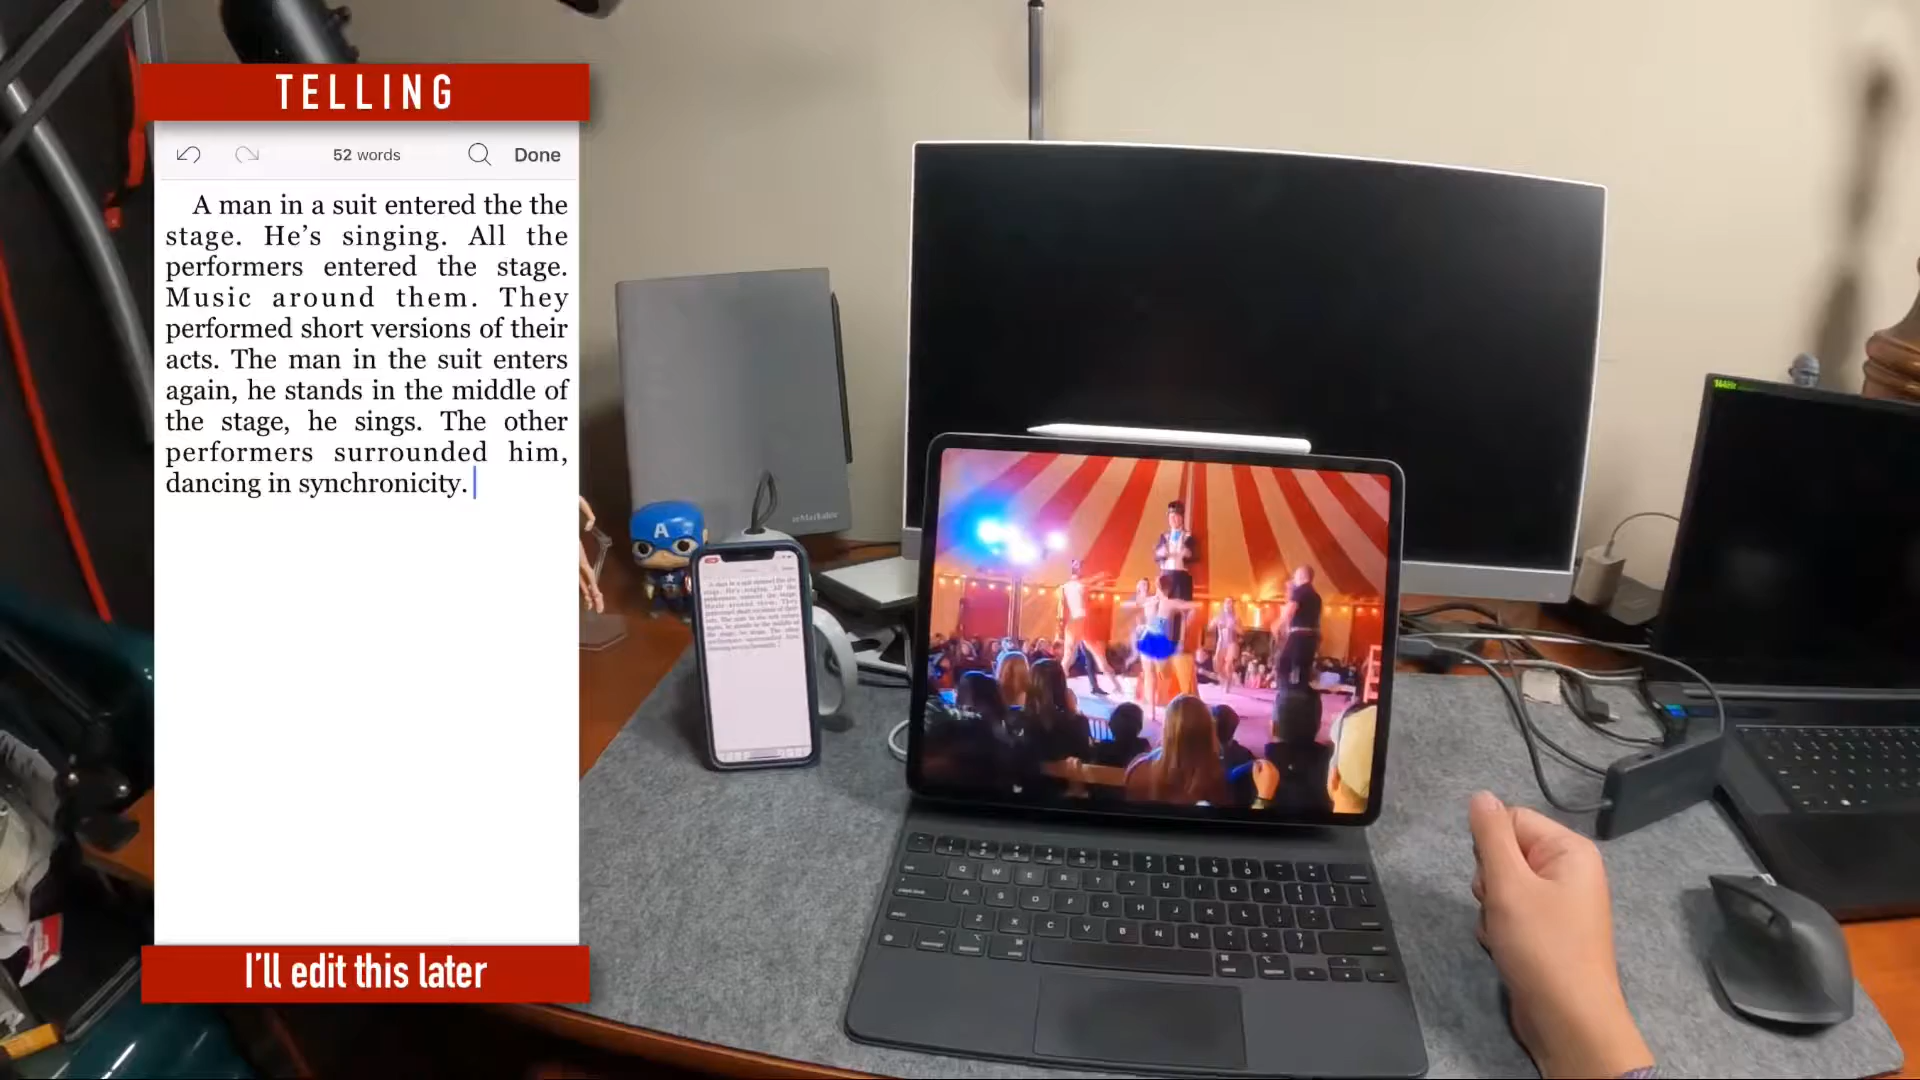 TELLING
52 words
Done
A man in a suit entered the the
stage. He's singing. All the
performers entered the stage.
Music around them. They
performed short versions of their
acts. The man in the suit enters
again, he stands in the middle of
the stage, he sings. The other
performers surrounded him,
dancing in synchronicity.
I'll edit this later
A
reMarkable
144Hz
Q W E R T Y U I O P
A S D F G H J K L
Z X C V B N M